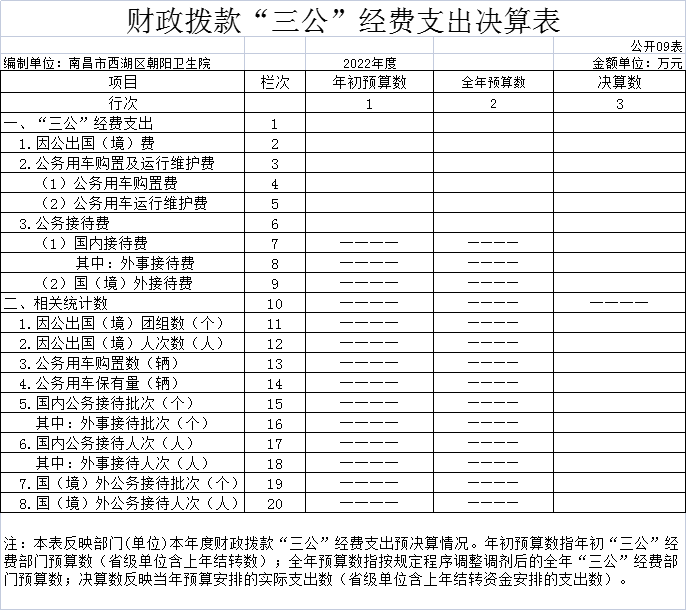 财政拨款“三公”经费支出决算表
公开09表
编制单位：南昌市西湖区朝阳卫生院 2022年度 金额单位：万元
项目 栏次 年初预算数 全年预算数 决算数
行次 1 2 3
一、“三公”经费支出 1
1.因公出国（境）费 2
2.公务用车购置及运行维护费 3
（1）公务用车购置费 4
（2）公务用车运行维护费 5
3.公务接待费 6
（1）国内接待费 7 ———— ————
其中：外事接待费 8 ———— ————
（2）国（境）外接待费 9 ———— ————
二、相关统计数 10 ———— ———— ————
1.因公出国（境）团组数（个） 11 ———— ————
2.因公出国（境）人次数（人） 12 ———— ————
3.公务用车购置数（辆） 13 ———— ————
4.公务用车保有量（辆） 14 ———— ————
5.国内公务接待批次（个） 15 ———— ————
其中：外事接待批次（个） 16 ———— ————
6.国内公务接待人次（人） 17 ———— ————
其中：外事接待人次（人） 18 ———— ————
7.国（境）外公务接待批次（个） 19 ———— ————
8.国（境）外公务接待人次（人） 20 ———— ————
注：本表反映部门(单位)本年度财政拨款“三公”经费支出预决算情况。年初预算数指年初“三公”经
费部门预算数（省级单位含上年结转数）；全年预算数指按规定程序调整调剂后的全年“三公”经费部
门预算数；决算数反映当年预算安排的实际支出数（省级单位含上年结转资金安排的支出数）。